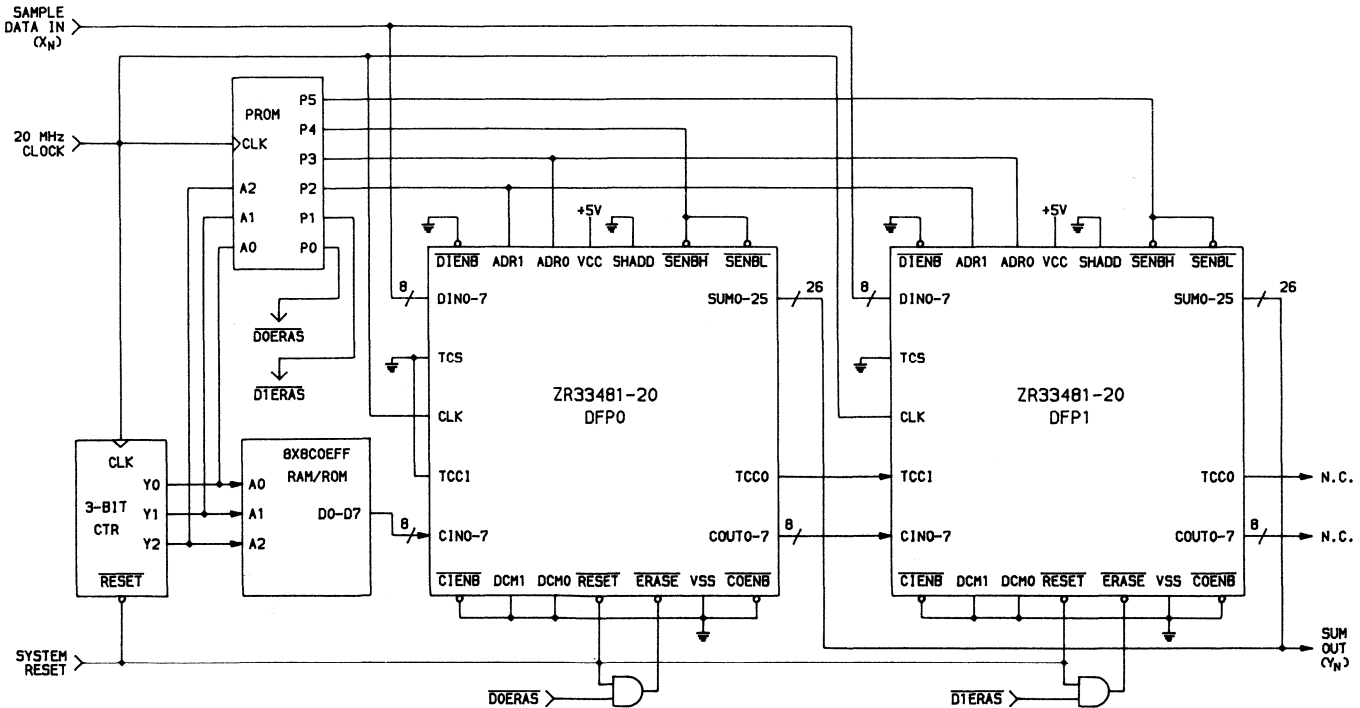 SAMPLE
DATA IN
(XN)
20 MHz
CLOCK
PROM
CLK
A2
A1
A0
P5
P4
P3
P2
P1
P0
D0ERAS
D1ERAS
CLK
3-BIT
CTR
Y0
Y1
Y2
RESET
8X8COEFF
RAM/ROM
A0
A1
A2
D0-D7
8
8
+5V
DIENB ADR1 ADR0 VCC SHADD SENBH SENBL
DIN0-7
SUM0-25
26
TCS
ZR33481-20
DFP0
CLK
TCCI
TCCO
CIN0-7
COUT0-7
8
CIENB DCM1 DCM0 RESET ERASE VSS COENB
8
+5V
DIENB ADR1 ADR0 VCC SHADD SENBH SENBL
DIN0-7
SUM0-25
26
TCS
ZR33481-20
DFP1
CLK
TCCI
TCCO
N.C.
CIN0-7
COUT0-7
8
N.C.
CIENB DCM1 DCM0 RESET ERASE VSS COENB
SUM
OUT
(YN)
SYSTEM
RESET
D0ERAS
D1ERAS